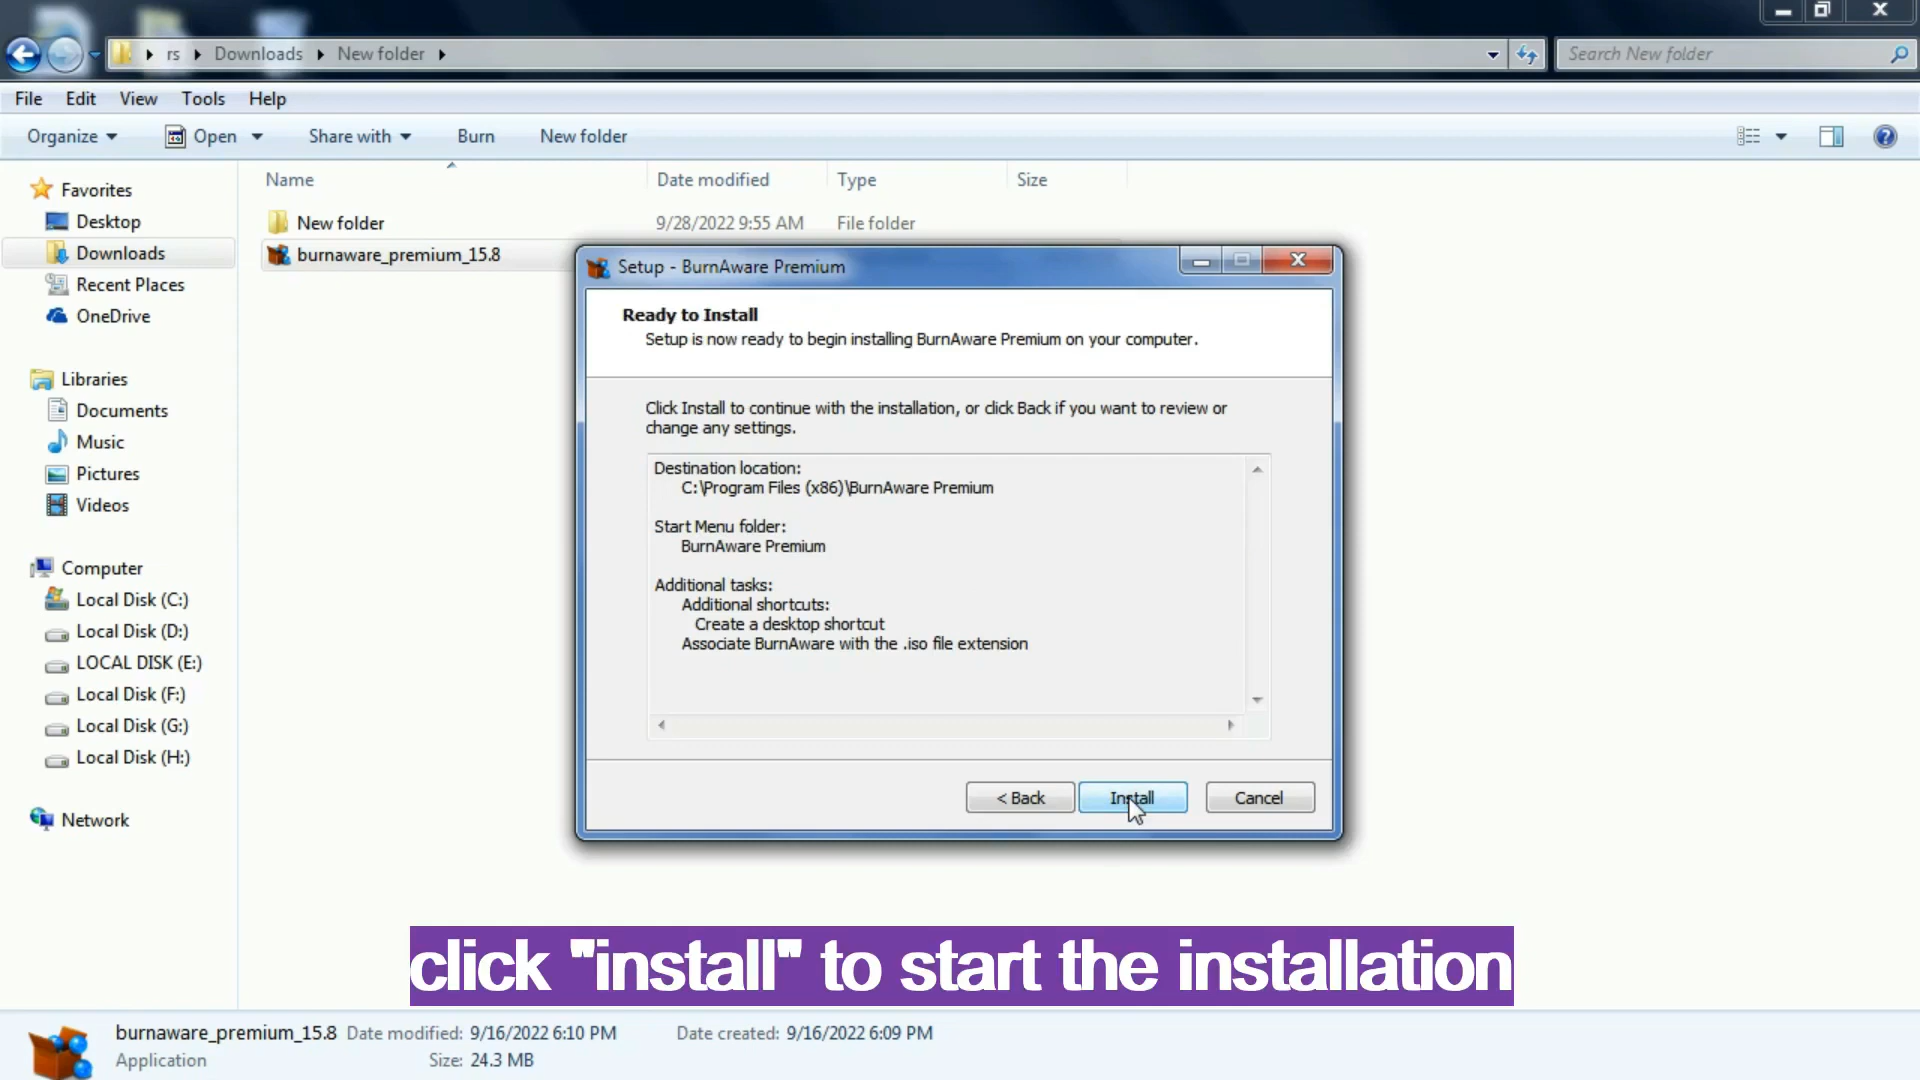 rs Downloads New folder
Search New folder
File Edit View Tools Help
Organize Open Share with Burn New folder
Name Date modified Type Size
Favorites
Desktop
Downloads
Recent Places
OneDrive
Libraries
Documents
Music
Pictures
Videos
Computer
Local Disk (C:)
Local Disk (D:)
LOCAL DISK (E:)
Local Disk (F:)
Local Disk (G:)
Local Disk (H:)
Network
New folder 9/28/2022 9:55 AM File folder
burnaware_premium_15.8
Setup - BurnAware Premium
Ready to Install
Setup is now ready to begin installing BurnAware Premium on your computer.
Click Install to continue with the installation, or click Back if you want to review or
change any settings.
Destination location:
C:\Program Files (x86)\BurnAware Premium
Start Menu folder:
BurnAware Premium
Additional tasks:
Additional shortcuts:
Create a desktop shortcut
Associate BurnAware with the .iso file extension
< Back Install Cancel
click "install" to start the installation
burnaware_premium_15.8 Date modified: 9/16/2022 6:10 PM Date created: 9/16/2022 6:09 PM
Application Size: 24.3 MB